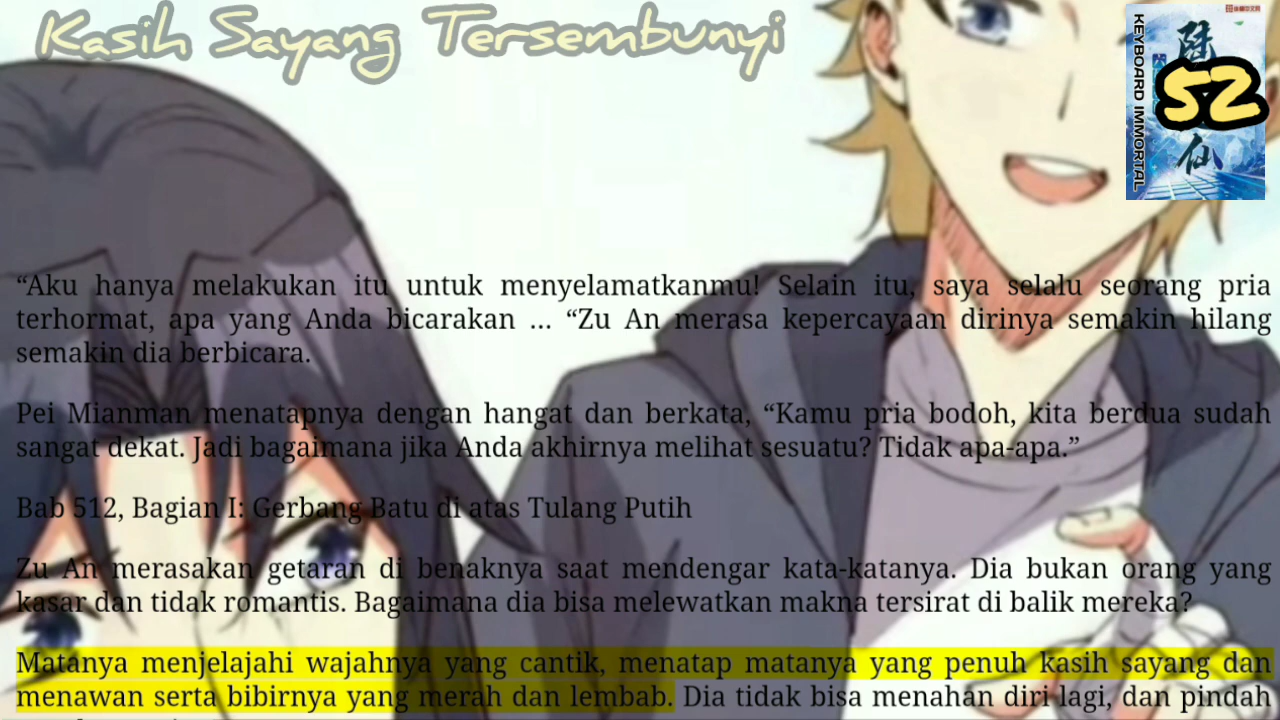 Kasih Sayang Tersembunyi
KEYBOARD IMMORTAL
陆
仙
52
“Aku hanya melakukan itu untuk menyelamatkanmu! Selain itu, saya selalu seorang pria
terhormat, apa yang Anda bicarakan … “Zu An merasa kepercayaan dirinya semakin hilang
semakin dia berbicara.
Pei Mianman menatapnya dengan hangat dan berkata, “Kamu pria bodoh, kita berdua sudah
sangat dekat. Jadi bagaimana jika Anda akhirnya melihat sesuatu? Tidak apa-apa.”
Bab 512, Bagian I: Gerbang Batu di atas Tulang Putih
Zu An merasakan getaran di benaknya saat mendengar kata-katanya. Dia bukan orang yang
kasar dan tidak romantis. Bagaimana dia bisa melewatkan makna tersirat di balik mereka?
Matanya menjelajahi wajahnya yang cantik, menatap matanya yang penuh kasih sayang dan
menawan serta bibirnya yang merah dan lembab. Dia tidak bisa menahan diri lagi, dan pindah